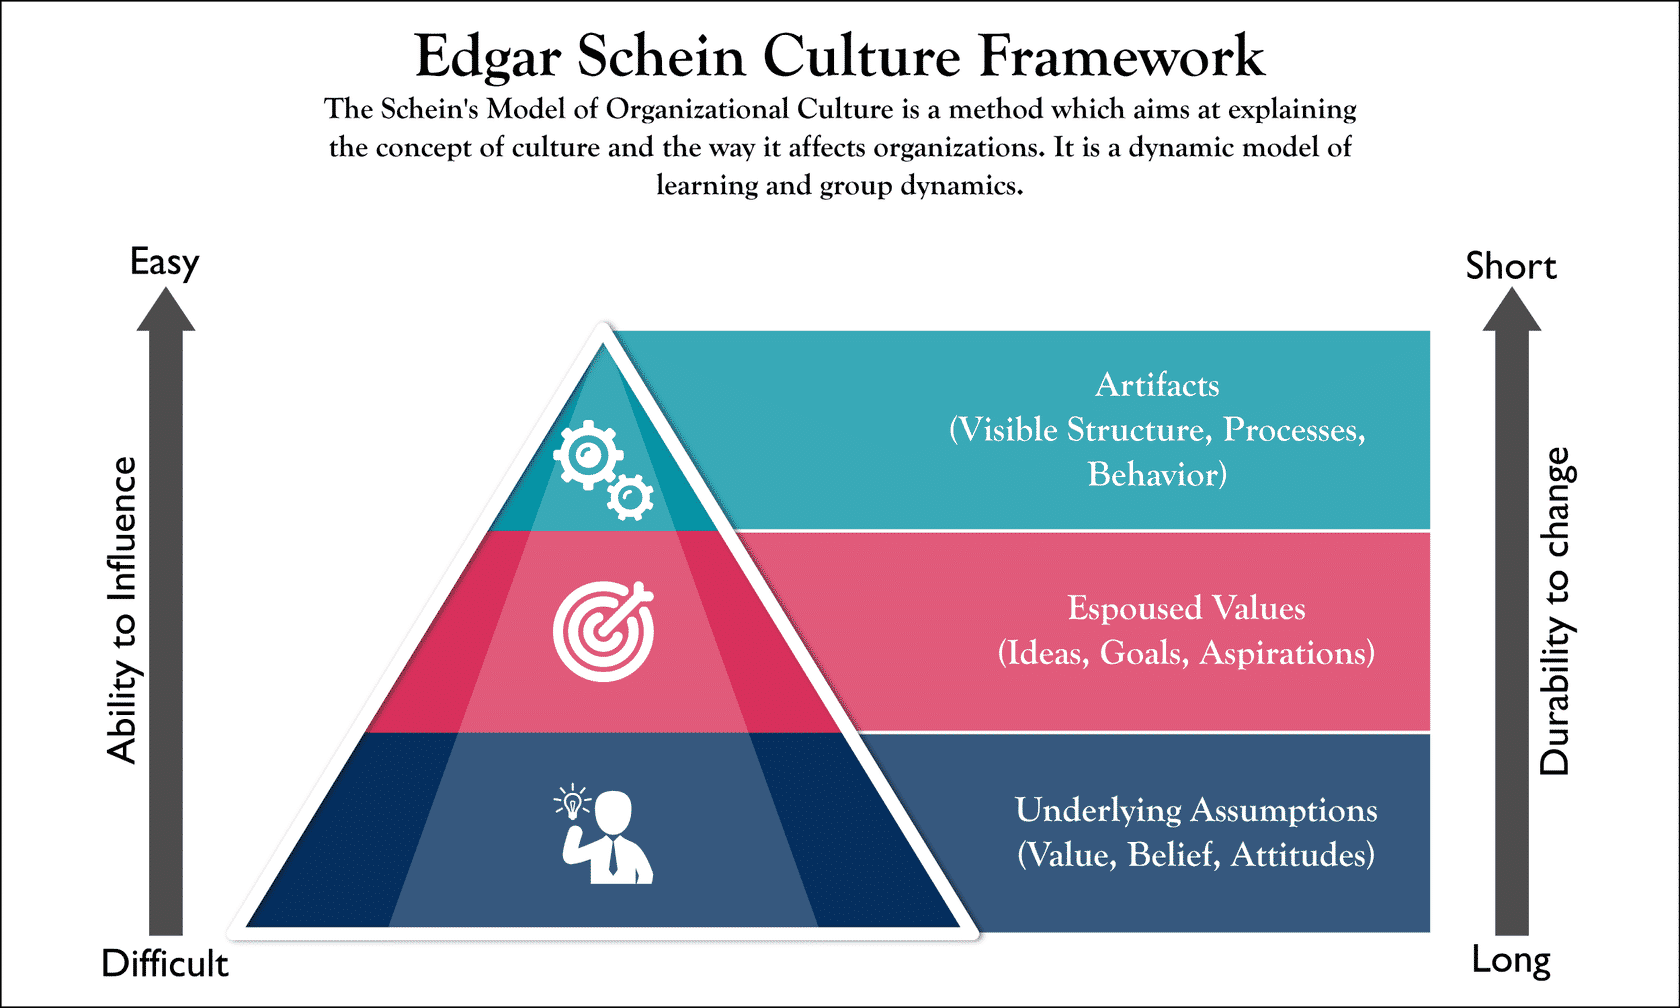 Edgar Schein Culture Framework
The Schein's Model of Organizational Culture is a method which aims at explaining
the concept of culture and the way it affects organizations. It is a dynamic model of
learning and group dynamics.
Easy
Short
Ability to Influence
Artifacts
(Visible Structure, Processes,
Behavior)
Espoused Values
(Ideas, Goals, Aspirations)
Underlying Assumptions
(Value, Belief, Attitudes)
Durability to change
Difficult
Long